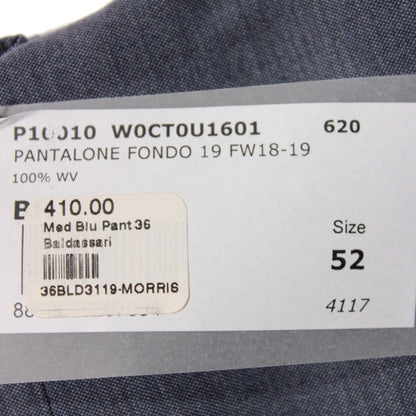 P10010 W0CT0U1601 620
PANTALONE FONDO 19 FW18-19
100% WV
B
410.00
Med Blu Pant 36
Baldassari
36BLD3119-MORRIS
Size
52
88
4117